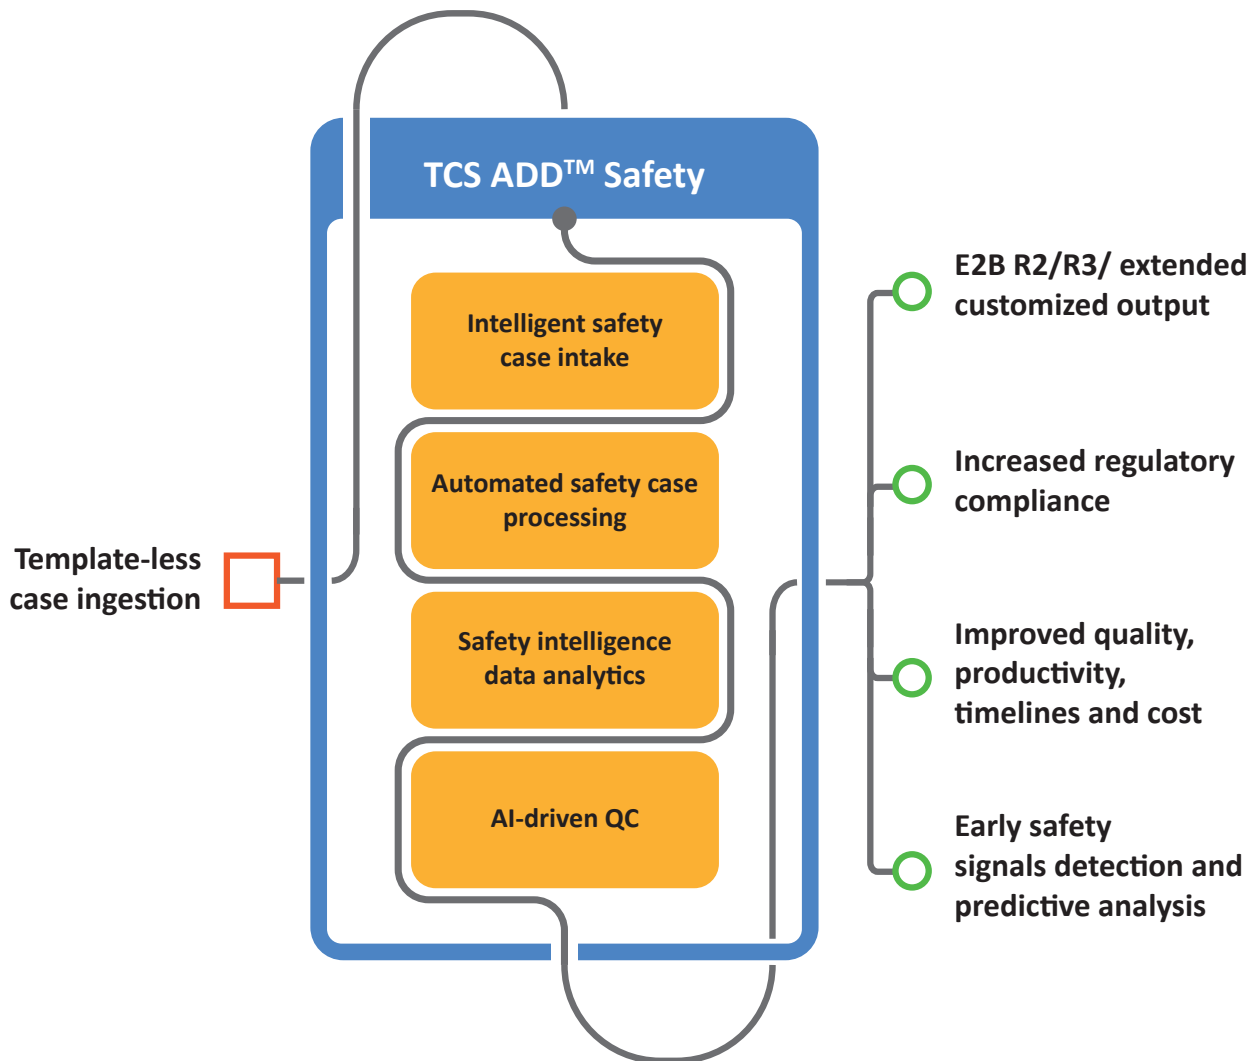 TCS ADD™ Safety
Template-less
case ingestion
Intelligent safety
case intake
Automated safety case
processing
Safety intelligence
data analytics
AI-driven QC
E2B R2/R3/ extended
customized output
Increased regulatory
compliance
Improved quality,
productivity,
timelines and cost
Early safety
signals detection and
predictive analysis